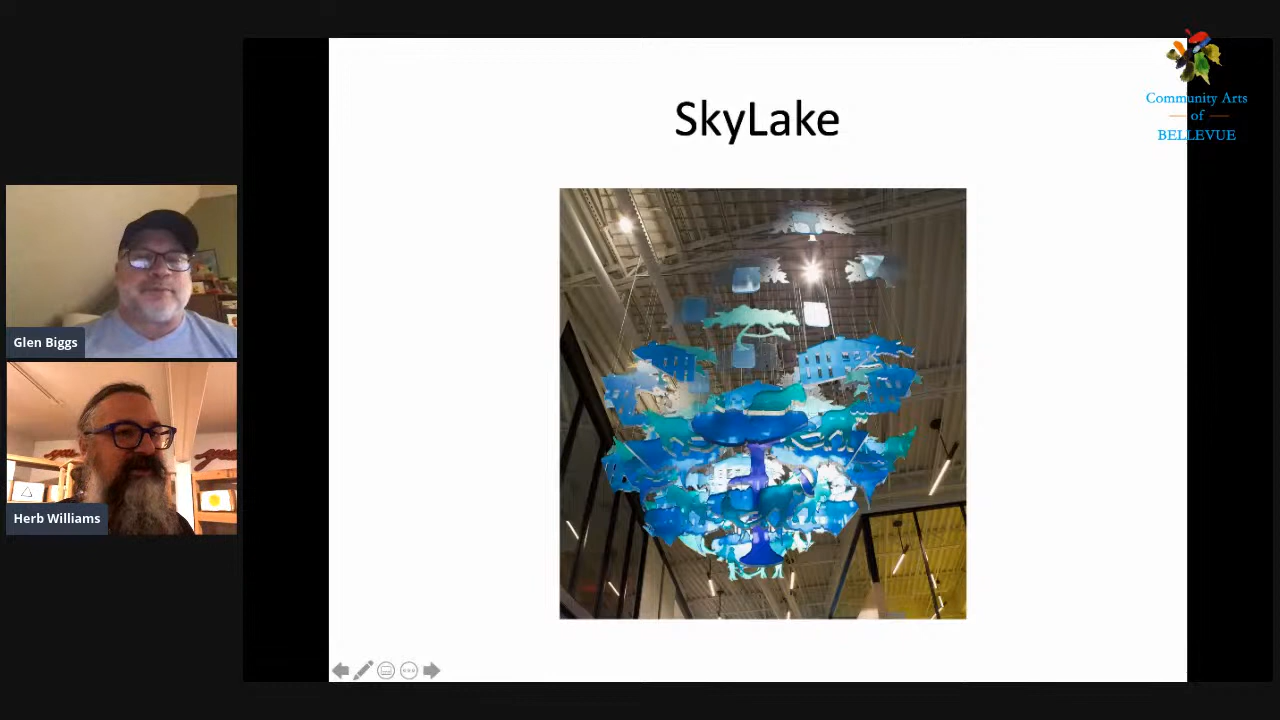 SkyLake
Community Arts
of
BELLEVUE
Glen Biggs
Herb Williams